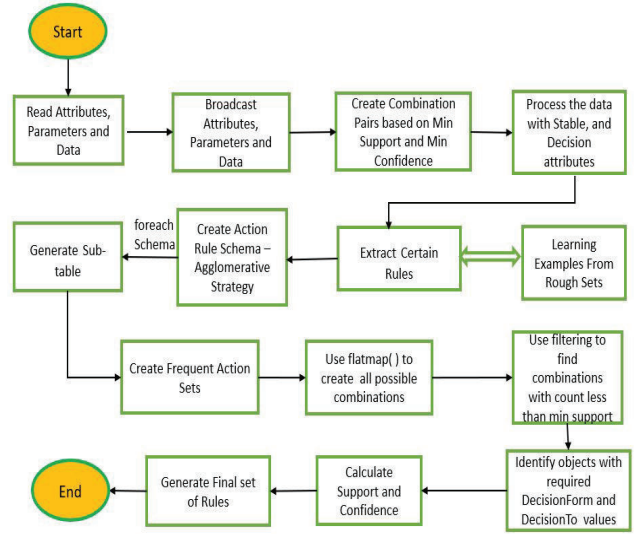 Start
Read Attributes,
Parameters and
Data
Broadcast
Attributes,
Parameters and
Data
Create Combination
Pairs based on Min
Support and Min
Confidence
Process the data
with Stable, and
Decision
attributes
Generate Sub-
table
foreach
Schema
Create Action
Rule Schema –
Agglomerative
Strategy
Extract Certain
Rules
Learning
Examples From
Rough Sets
Create Frequent Action
Sets
Use flatmap( ) to
create all possible
combinations
Use filtering to
find
combinations
with count less
than min support
End
Generate Final set
of Rules
Calculate
Support and
Confidence
Identify objects with
required
DecisionForm and
DecisionTo values